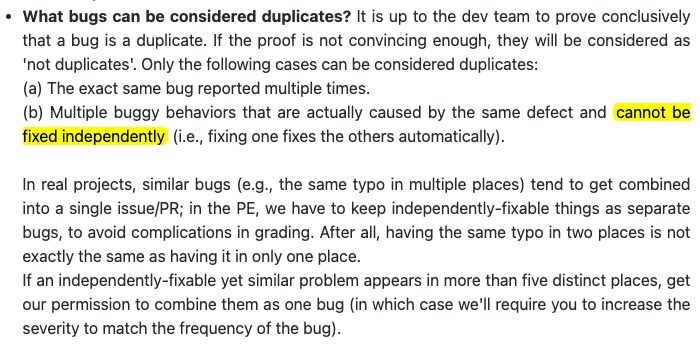 • What bugs can be considered duplicates? It is up to the dev team to prove conclusively
that a bug is a duplicate. If the proof is not convincing enough, they will be considered as
'not duplicates'. Only the following cases can be considered duplicates:
(a) The exact same bug reported multiple times.
(b) Multiple buggy behaviors that are actually caused by the same defect and cannot be
fixed independently (i.e., fixing one fixes the others automatically).
In real projects, similar bugs (e.g., the same typo in multiple places) tend to get combined
into a single issue/PR; in the PE, we have to keep independently-fixable things as separate
bugs, to avoid complications in grading. After all, having the same typo in two places is not
exactly the same as having it in only one place.
If an independently-fixable yet similar problem appears in more than five distinct places, get
our permission to combine them as one bug (in which case we'll require you to increase the
severity to match the frequency of the bug).